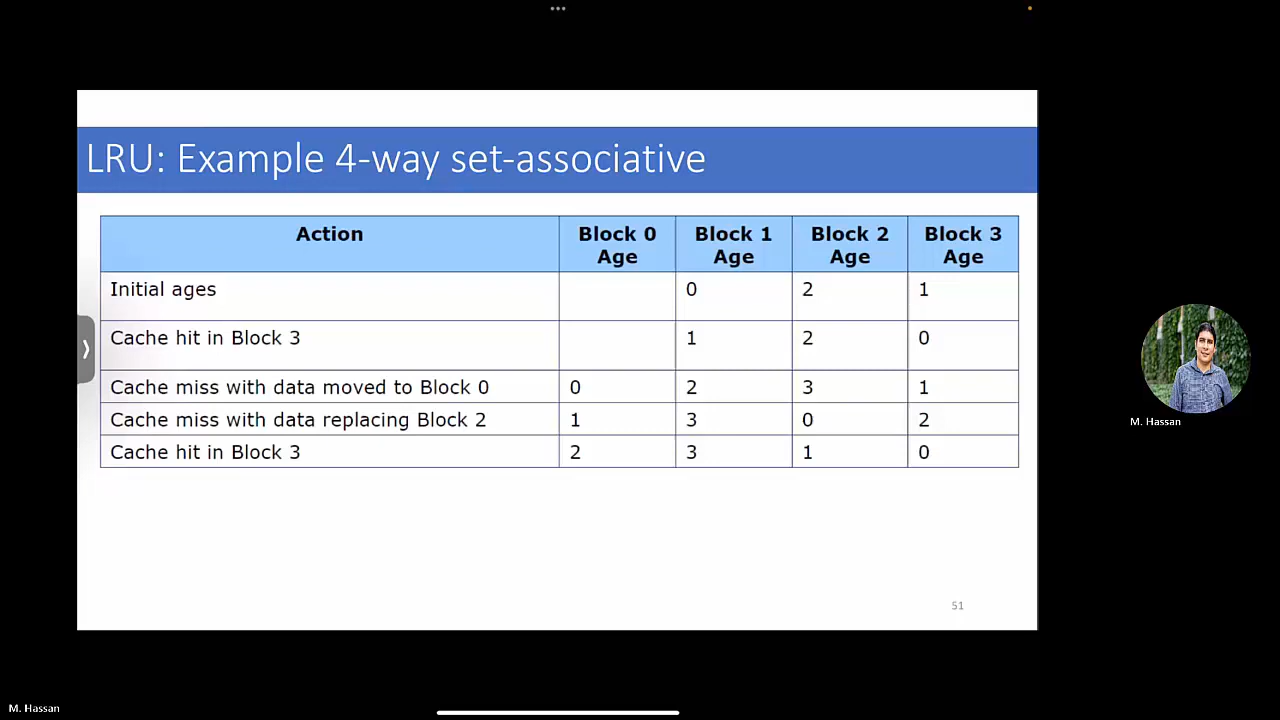 LRU: Example 4-way set-associative
Action Block 0 Age Block 1 Age Block 2 Age Block 3 Age
Initial ages 0 2 1
Cache hit in Block 3 1 2 0
Cache miss with data moved to Block 0 0 2 3 1
Cache miss with data replacing Block 2 1 3 0 2
Cache hit in Block 3 2 3 1 0
51
M. Hassan
M. Hassan